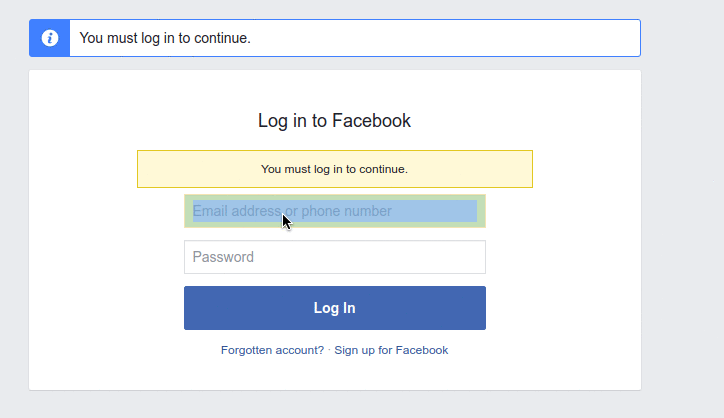 You must log in to continue.
Log in to Facebook
You must log in to continue.
Email address or phone number
Password
Log In
Forgotten account? · Sign up for Facebook